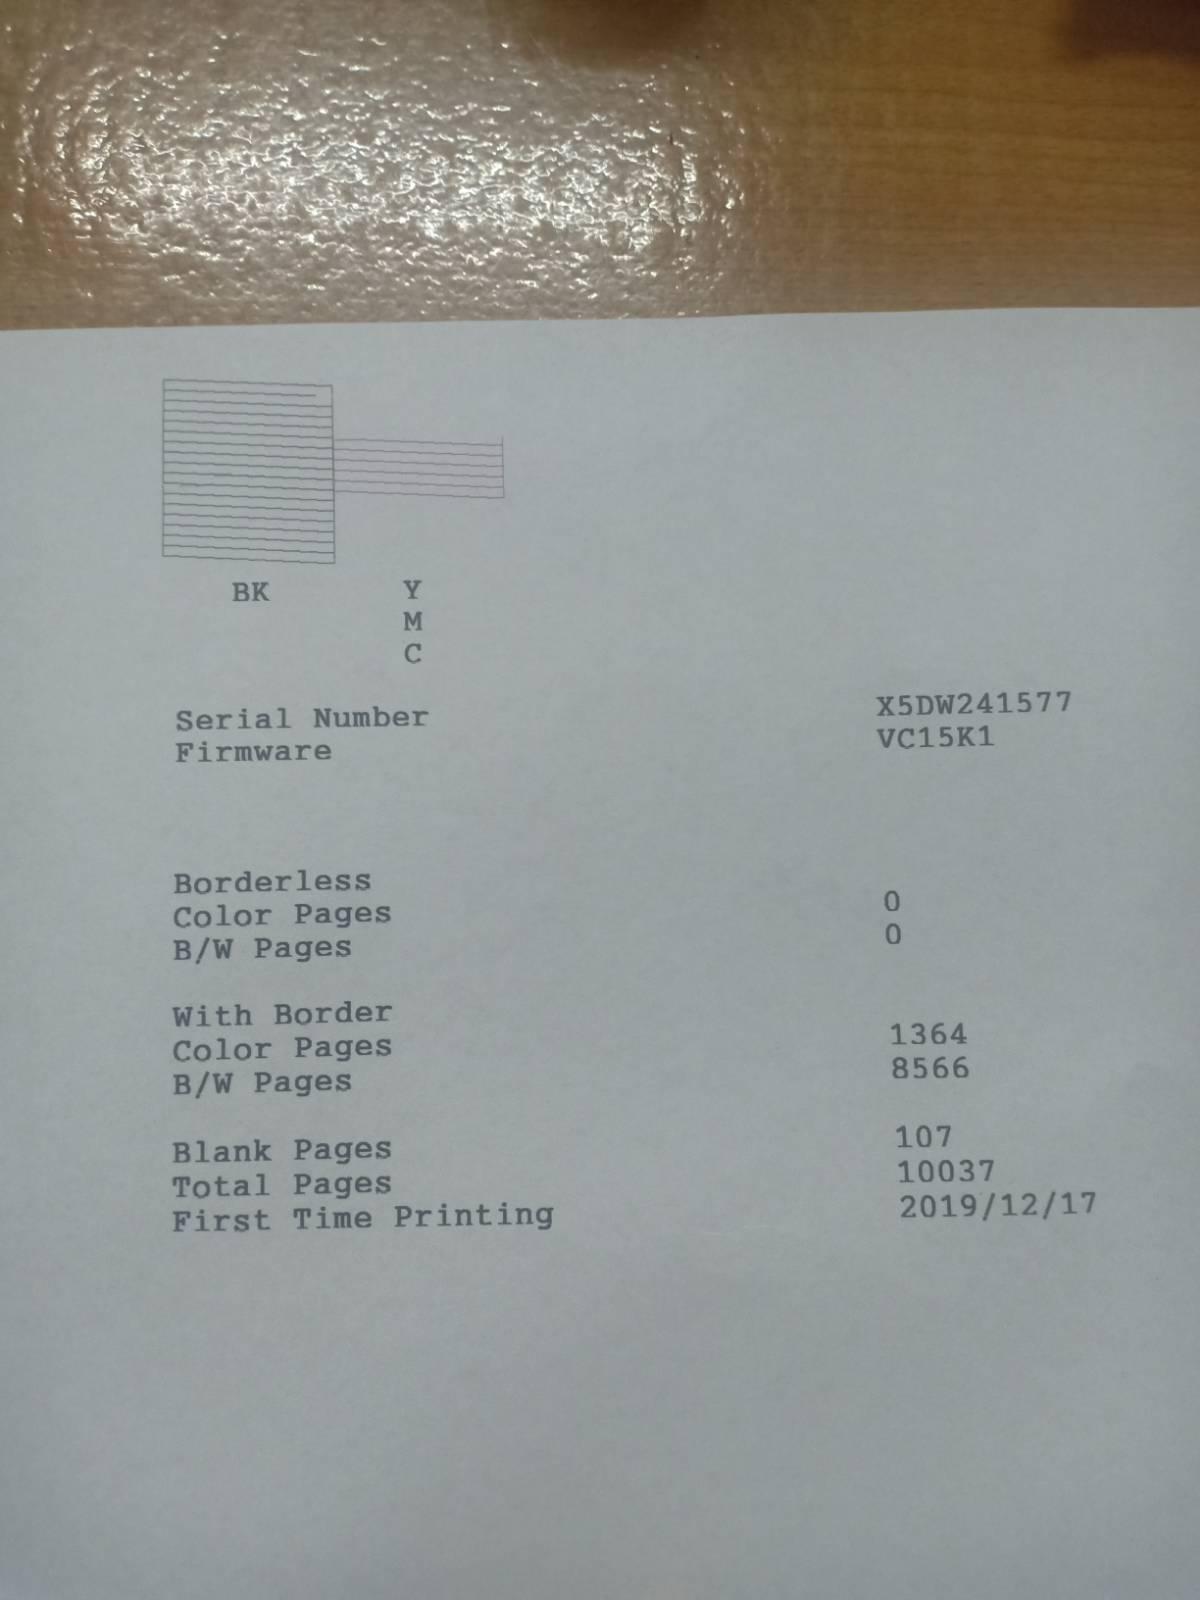 BK Y
M
C
Serial Number X5DW241577
Firmware VC15K1
Borderless
Color Pages 0
B/W Pages 0
With Border
Color Pages 1364
B/W Pages 8566
Blank Pages 107
Total Pages 10037
First Time Printing 2019/12/17